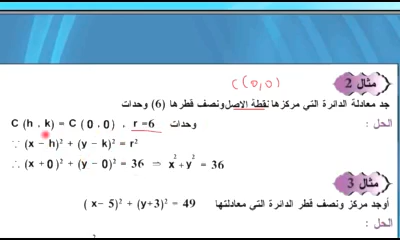 مثال 2
C(0,0)
جد معادلة الدائرة التي مركزها نقطة الاصل ونصف قطرها (6) وحدات
الحل : C ( h , k ) = C ( 0 , 0 ) , r =6 وحدات
∵ (x – h)² + (y – k)² = r²
∴ (x + 0)² + (y – 0)² = 36 ⇒ x² + y² = 36
مثال 3
أوجد مركز ونصف قطر الدائرة التي معادلتها ( x– 5)² + (y+3)² = 49
الحل :